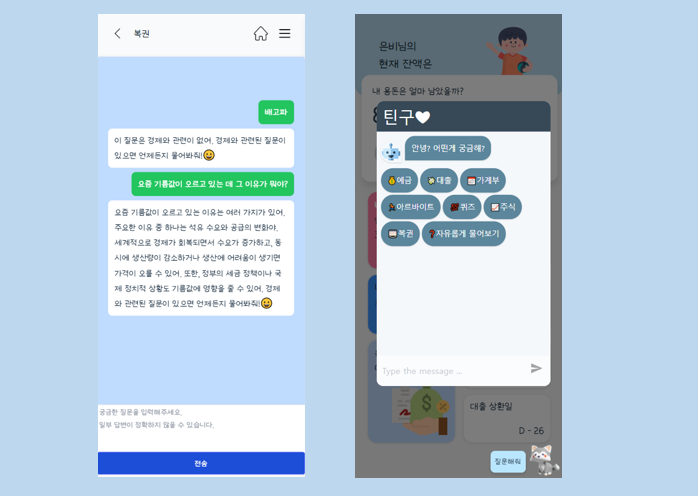 복권
배고파
이 질문은 경제와 관련이 없어, 경제와 관련된 질문이
있으면 언제든지 물어봐줘!😀
요즘 기름값이 오르고 있는 데 그 이유가 뭐야?
요즘 기름값이 오르고 있는 이유는 여러 가지가 있어.
주요한 이유 중 하나는 석유 수요와 공급의 변화야.
세계적으로 경제가 회복되면서 수요가 증가하고, 동
시에 생산량이 감소하거나 생산에 어려움이 생기면
가격이 오를 수 있어. 또한, 정부의 세금 정책이나 국
제 정치적 상황도 기름값에 영향을 줄 수 있어, 경제
와 관련된 질문이 있으면 언제든지 물어봐줘!😀
궁금한 질문을 입력해주세요.
일부 답변이 정확하지 않을 수 있습니다.
전송
은비님의
현재 잔액은
내 용돈은 얼마 남았을까?
틴구🤍
안녕? 어떤게 궁금해?
예금
대출
가계부
아르바이트
퀴즈
주식
복권
자유롭게 물어보기
Type the message ...
대출 상환일
D - 26
질문해줘